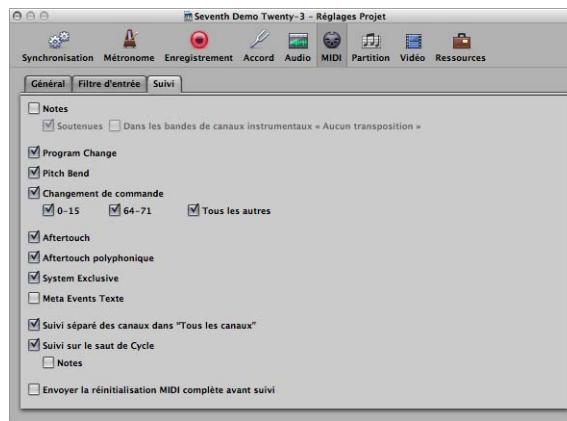 Seventh Demo Twenty-3 – Réglages Projet
Synchronisation Métronome Enregistrement Accord Audio MIDI Partition Vidéo Ressources
Général Filtre d'entrée Suivi
Notes
Soutenues Dans les bandes de canaux instrumentaux « Aucun transposition »
Program Change
Pitch Bend
Changement de commande
0-15 64-71 Tous les autres
Aftertouch
Aftertouch polyphonique
System Exclusive
Meta Events Texte
Suivi séparé des canaux dans "Tous les canaux"
Suivi sur le saut de Cycle
Notes
Envoyer la réinitialisation MIDI complète avant suivi